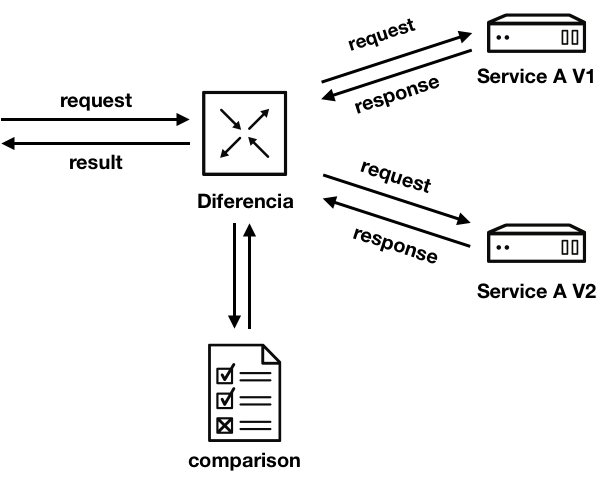 request
response
Service A V1
request
result
Diferencia
request
response
Service A V2
comparison